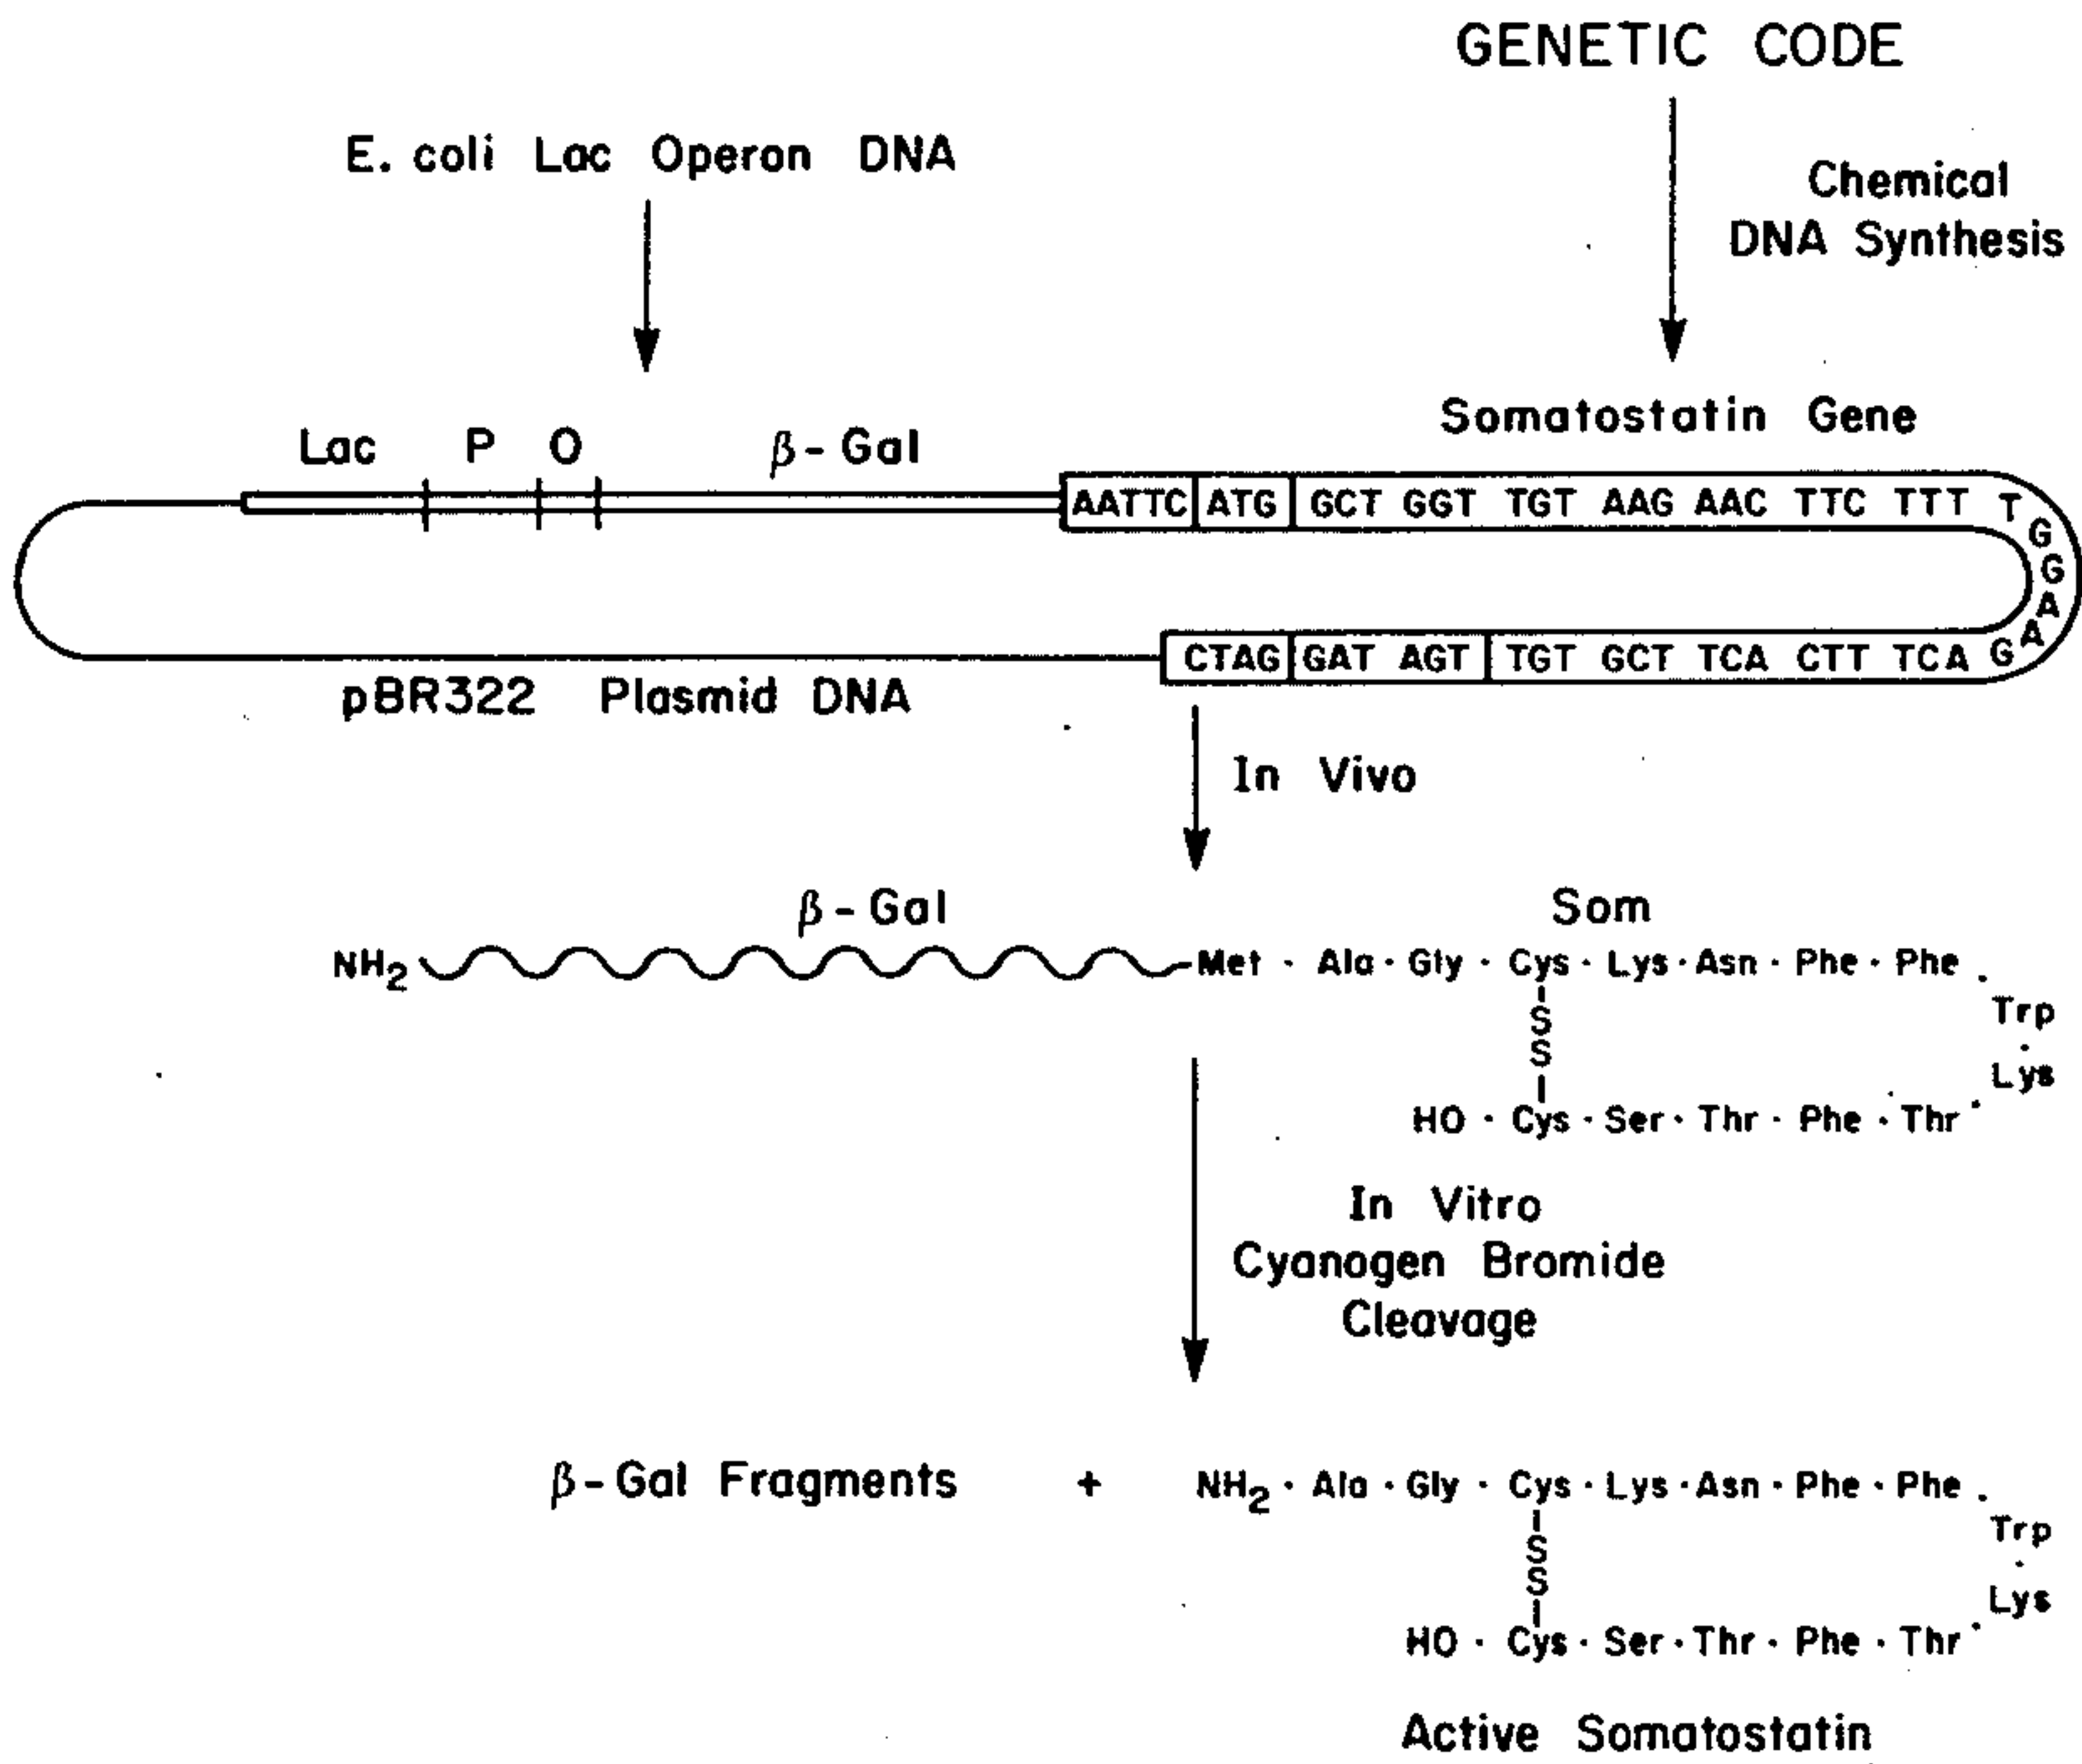 GENETIC CODE
E. coli Lac Operon DNA
Chemical
DNA Synthesis
Somatostatin Gene
Lac P O β-Gal
AATTC ATG GCT GGT TGT AAG AAC TTC TTT T
G
G
A
A
CTAG GAT AGT TGT GCT TCA CTT TCA G
pBR322 Plasmid DNA
In Vivo
β-Gal Som
NH2 Met · Ala · Gly · Cys · Lys · Asn · Phe · Phe ·
S
S
Trp
·
Lys
HO · Cys · Ser · Thr · Phe · Thr ·
In Vitro
Cyanogen Bromide
Cleavage
β-Gal Fragments + NH2 · Ala · Gly · Cys · Lys · Asn · Phe · Phe ·
S
S
Trp
·
Lys
HO · Cys · Ser · Thr · Phe · Thr ·
Active Somatostatin